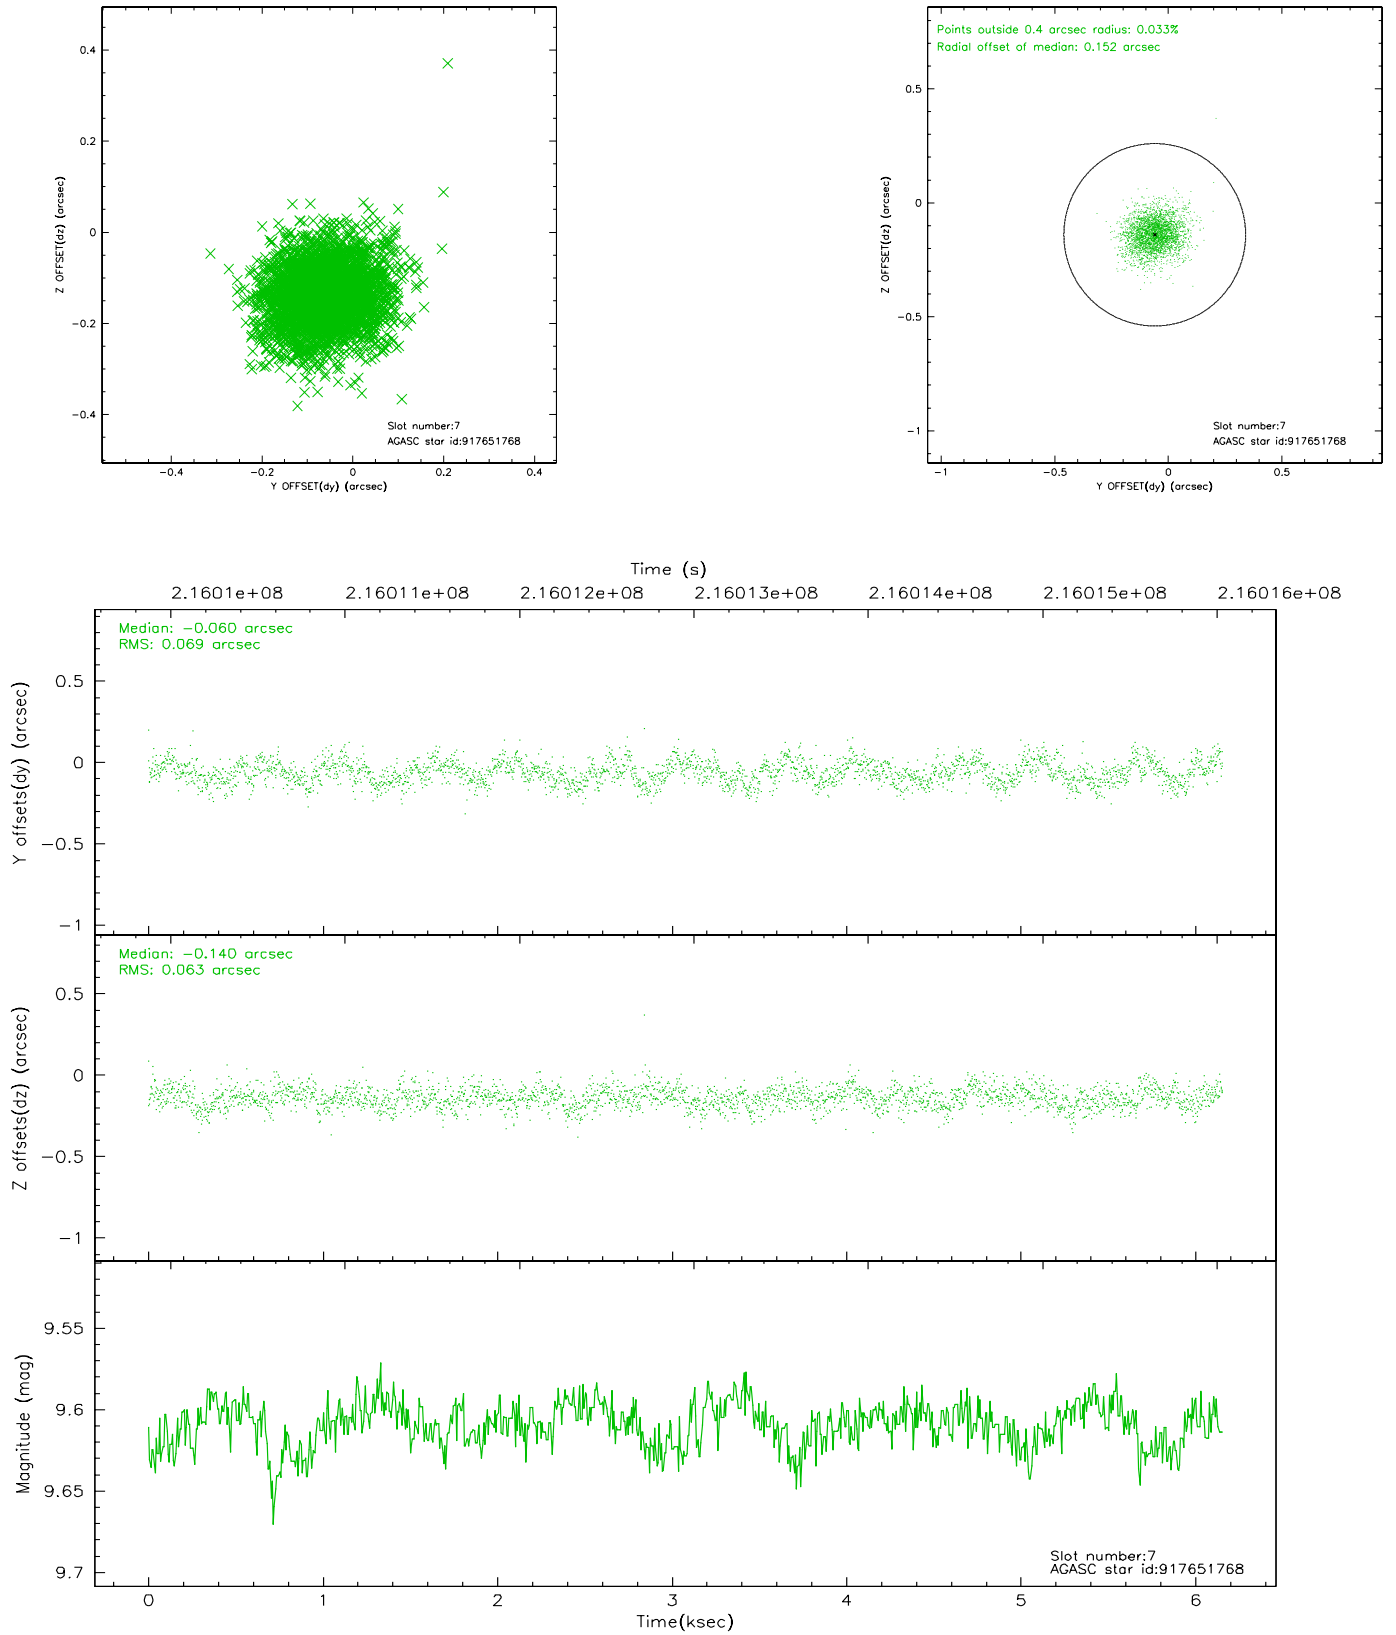 0.4
0.2
0
-0.2
-0.4
Z OFFSET(dz) (arcsec)
-0.4 -0.2 0 0.2 0.4
Y OFFSET(dy) (arcsec)
Slot number:7
AGASC star id:917651768
Points outside 0.4 arcsec radius: 0.033%
Radial offset of median: 0.152 arcsec
0.5
0
-0.5
-1
Z OFFSET(dz) (arcsec)
-1 -0.5 0 0.5
Y OFFSET(dy) (arcsec)
Slot number:7
AGASC star id:917651768
Time (s)
2.1601e+08 2.16011e+08 2.16012e+08 2.16013e+08 2.16014e+08 2.16015e+08 2.16016e+08
Median: -0.060 arcsec
RMS: 0.069 arcsec
0.5
0
-0.5
-1
Y offsets(dy) (arcsec)
Median: -0.140 arcsec
RMS: 0.063 arcsec
0.5
0
-0.5
-1
Z offsets(dz) (arcsec)
9.55
9.6
9.65
9.7
Magnitude (mag)
Slot number:7
AGASC star id:917651768
0 1 2 3 4 5 6
Time(ksec)